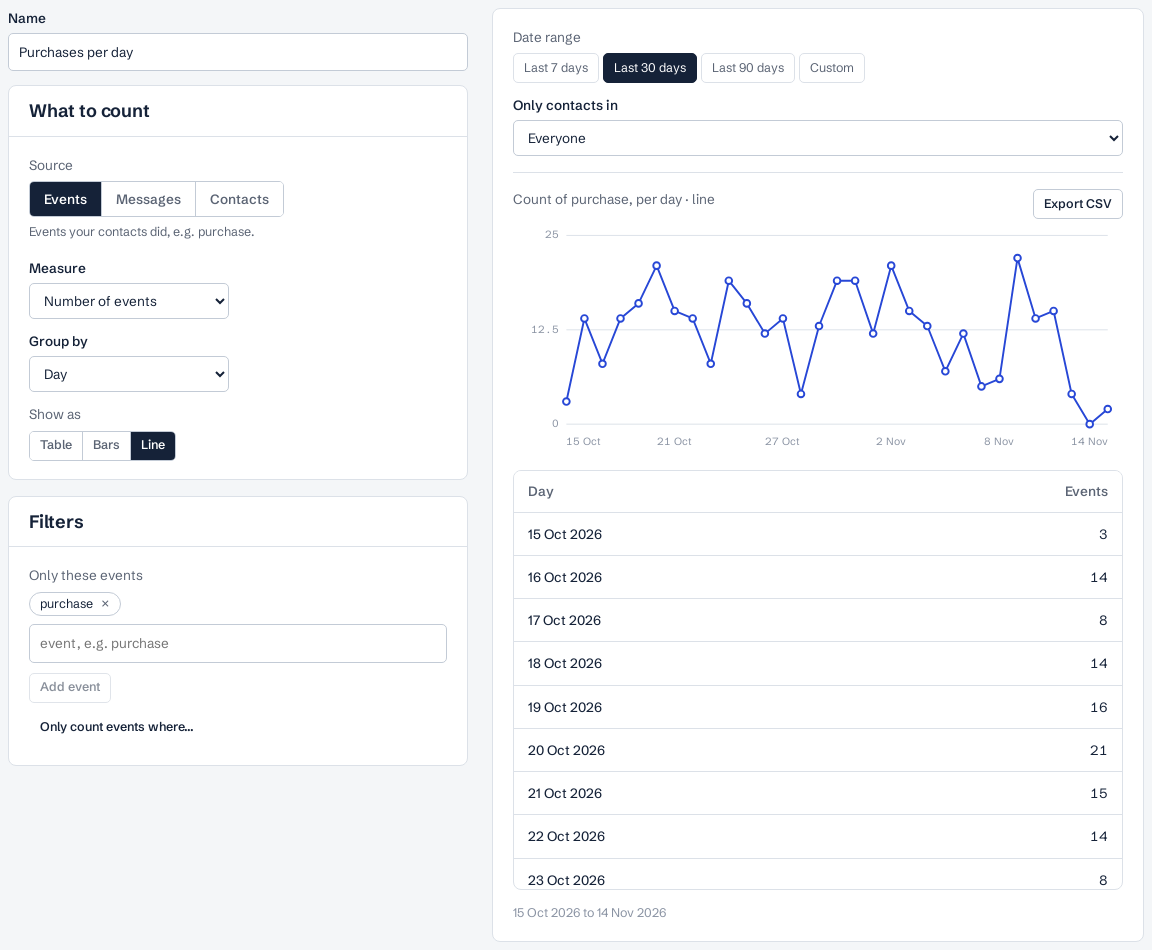 Name
Purchases per day
What to count
Source
Events Messages Contacts
Events your contacts did, e.g. purchase.
Measure
Number of events
Group by
Day
Show as
Table Bars Line
Filters
Only these events
purchase ×
event, e.g. purchase
Add event
Only count events where...
Date range
Last 7 days Last 30 days Last 90 days Custom
Only contacts in
Everyone
Count of purchase, per day · line
Export CSV
25
12.5
0
15 Oct 21 Oct 27 Oct 2 Nov 8 Nov 14 Nov
Day Events
15 Oct 2026 3
16 Oct 2026 14
17 Oct 2026 8
18 Oct 2026 14
19 Oct 2026 16
20 Oct 2026 21
21 Oct 2026 15
22 Oct 2026 14
23 Oct 2026 8
15 Oct 2026 to 14 Nov 2026